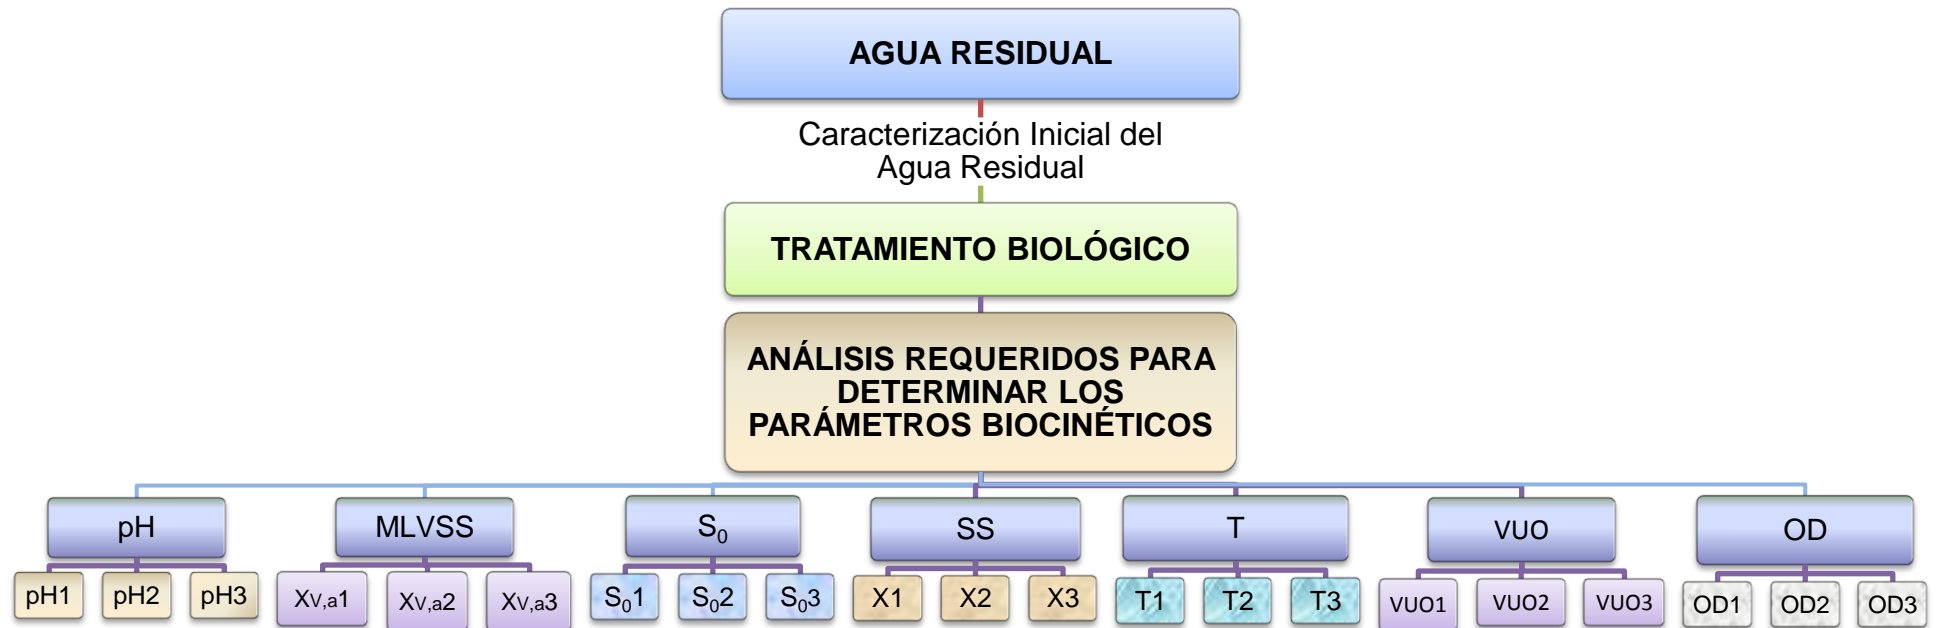 AGUA RESIDUAL
Caracterización Inicial del
Agua Residual
TRATAMIENTO BIOLÓGICO
ANÁLISIS REQUERIDOS PARA
DETERMINAR LOS
PARÁMETROS BIOCINÉTICOS
pH MLVSS S₀ SS T VUO OD
pH1 pH2 pH3 XV,a1 XV,a2 XV,a3 S₀1 S₀2 S₀3 X1 X2 X3 T1 T2 T3 VUO1 VUO2 VUO3 OD1 OD2 OD3